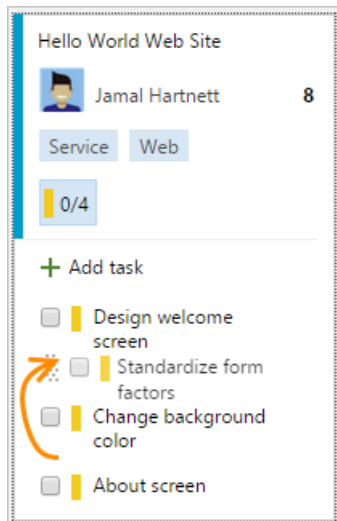 Hello World Web Site
Jamal Hartnett 8
Service Web
0/4
+ Add task
Design welcome
screen
Standardize form
factors
Change background
color
About screen